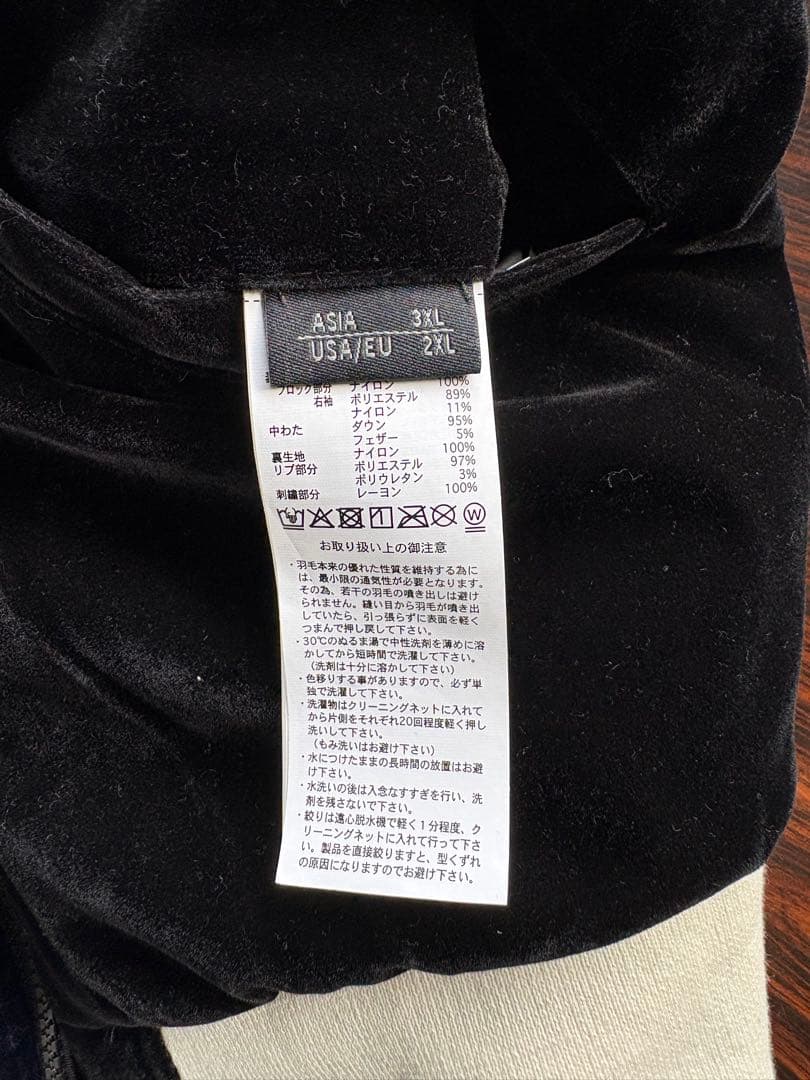 ASIA 3XL
USA/EU 2XL
ブロック部分 ナイロン 100%
右袖 ポリエステル 89%
ナイロン 11%
中わた ダウン 95%
フェザー 5%
裏生地 ナイロン 100%
リブ部分 ポリエステル 97%
ポリウレタン 3%
刺繍部分 レーヨン 100%
W
お取り扱い上の御注意
・羽毛本来の優れた性質を維持する為に
は、最小限の通気性が必要となります。
その為、若干の羽毛の噴き出しは避け
られません。縫い目から羽毛が噴き出
していたら、引っ張らずに表面を軽く
つまんで押し戻して下さい。
・30℃のぬるま湯で中性洗剤を薄めに溶
かしてから短時間で洗濯して下さい。
(洗剤は十分に溶かして下さい)
・色移りする事がありますので、必ず単
独で洗濯して下さい。
・洗濯物はクリーニングネットに入れて
から片側をそれぞれ20回程度軽く押し
洗いして下さい。
(もみ洗いはお避け下さい)
・水につけたままの長時間の放置はお避
け下さい。
・水洗いの後は入念なすすぎを行い、洗
剤を残さないで下さい。
・絞りは遠心脱水機で軽く1分程度、ク
リーニングネットに入れて行って下さ
い。製品を直接絞りますと、型くずれ
の原因になりますのでお避け下さい。